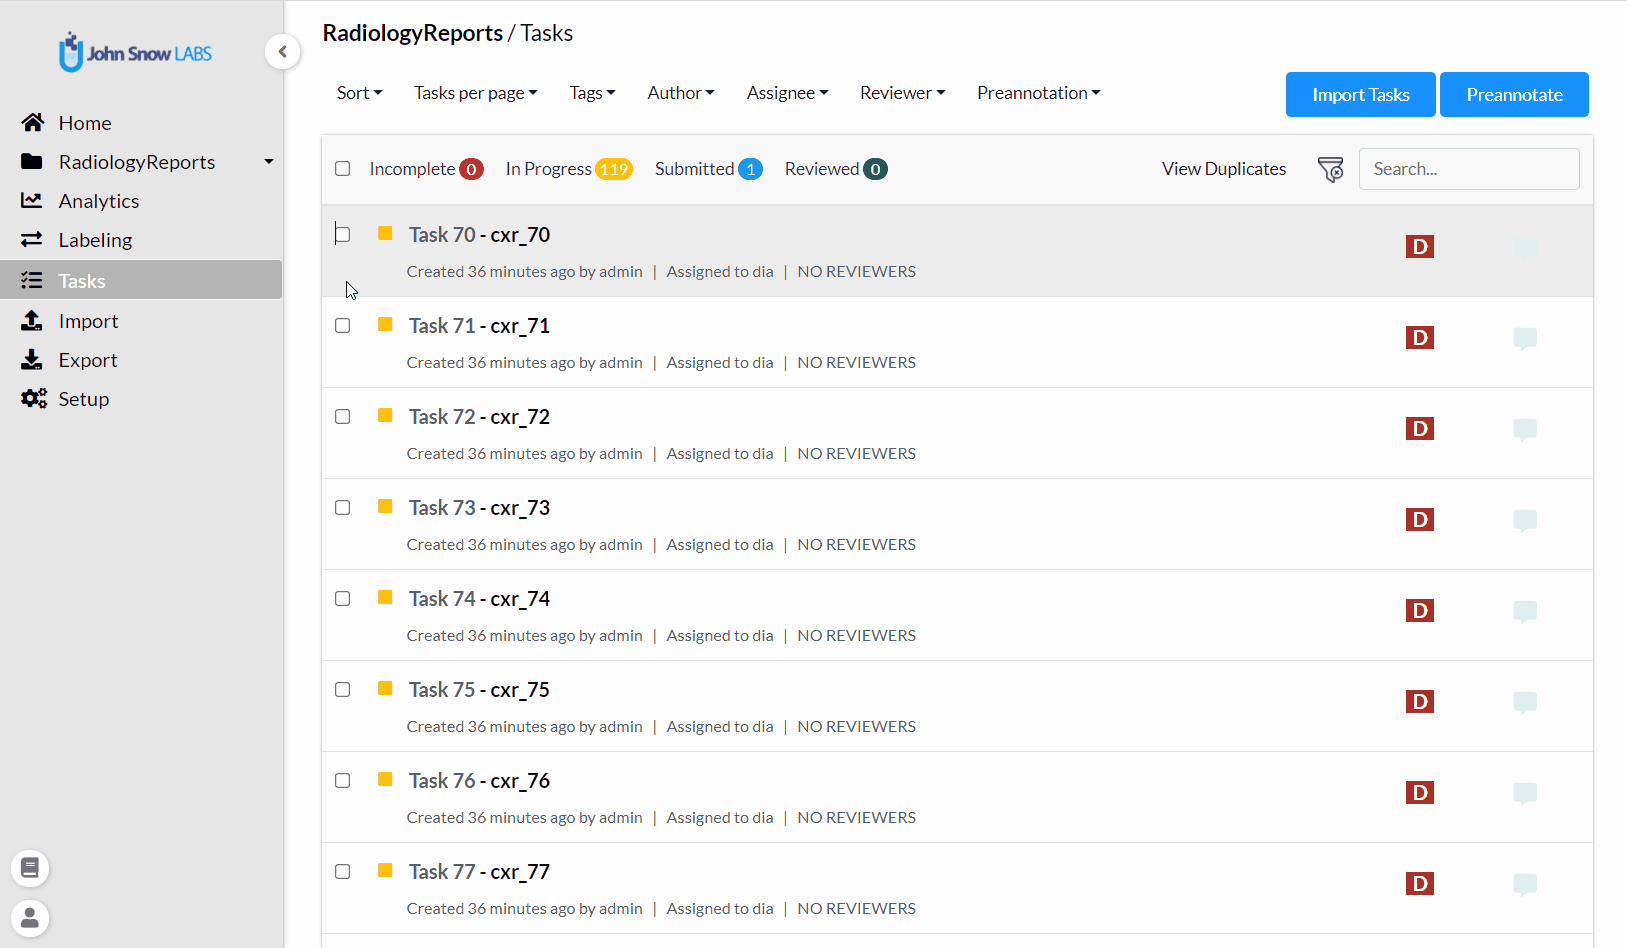 John Snow LABS
Home
RadiologyReports
Analytics
Labeling
Tasks
Import
Export
Setup
RadiologyReports / Tasks
Sort Tasks per page Tags Author Assignee Reviewer Preannotation Import Tasks Preannotate
Incomplete 0 In Progress 119 Submitted 1 Reviewed 0 View Duplicates Search...
Task 70 - cxr_70 D
Created 36 minutes ago by admin | Assigned to dia | NO REVIEWERS
Task 71 - cxr_71 D
Created 36 minutes ago by admin | Assigned to dia | NO REVIEWERS
Task 72 - cxr_72 D
Created 36 minutes ago by admin | Assigned to dia | NO REVIEWERS
Task 73 - cxr_73 D
Created 36 minutes ago by admin | Assigned to dia | NO REVIEWERS
Task 74 - cxr_74 D
Created 36 minutes ago by admin | Assigned to dia | NO REVIEWERS
Task 75 - cxr_75 D
Created 36 minutes ago by admin | Assigned to dia | NO REVIEWERS
Task 76 - cxr_76 D
Created 36 minutes ago by admin | Assigned to dia | NO REVIEWERS
Task 77 - cxr_77 D
Created 36 minutes ago by admin | Assigned to dia | NO REVIEWERS